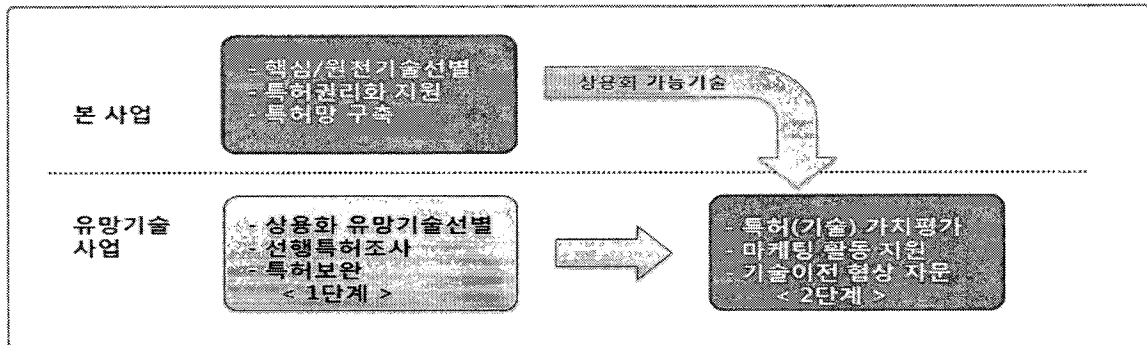 - 핵심/원천기술선별
- 특허권리화 지원
- 특허망 구축
본 사업
상용화 가능기술
유망기술
사업
- 상용화 유망기술선별
- 선행특허조사
- 특허보완
< 1단계 >
- 특허(기술) 가치평가
- 마케팅/활동 지원
- 기술이전 협상 자문
< 2단계 >